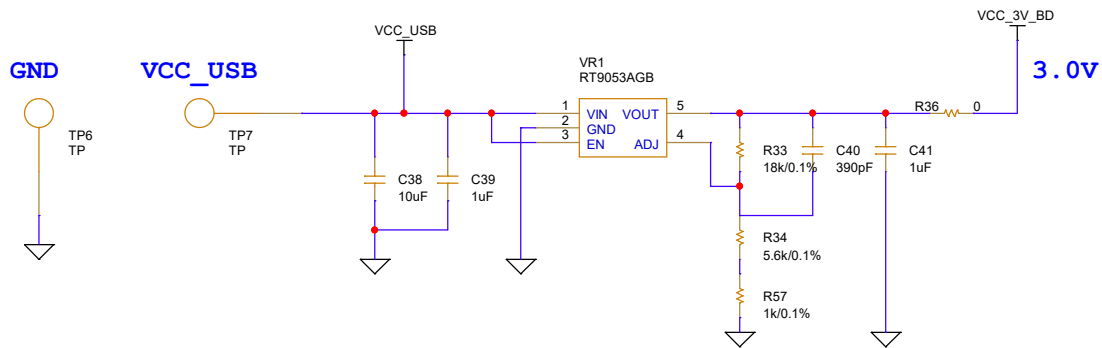 VCC_3V_BD
VCC_USB
GND
VCC_USB
VR1
RT9053AGB
3.0V
1
VIN
VOUT
5
R36
0
2
GND
TP6
TP
TP7
TP
3
EN
ADJ
4
R33
18k/0.1%
C40
390pF
C41
1uF
C38
10uF
C39
1uF
R34
5.6k/0.1%
R57
1k/0.1%